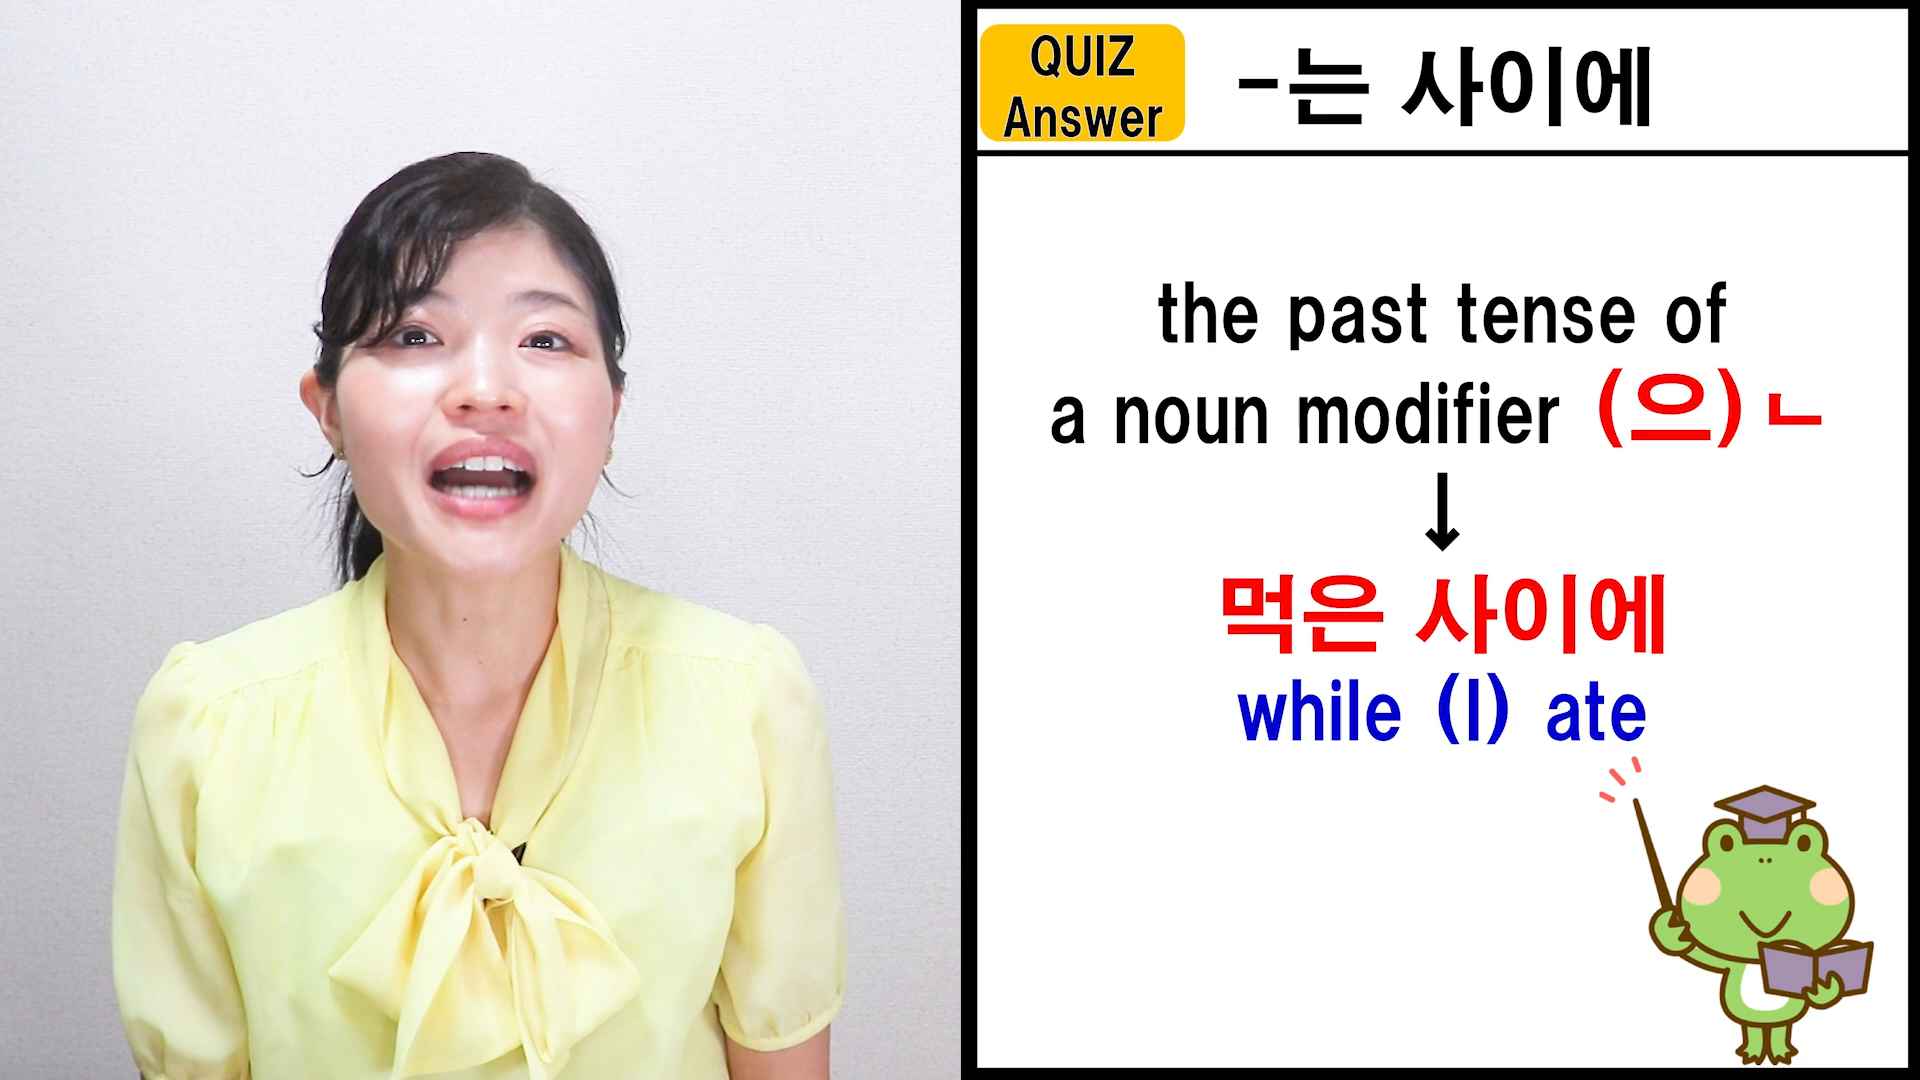 QUIZ
Answer
-는 사이에
the past tense of
a noun modifier (으)ㄴ
↓
먹은 사이에
while (I) ate